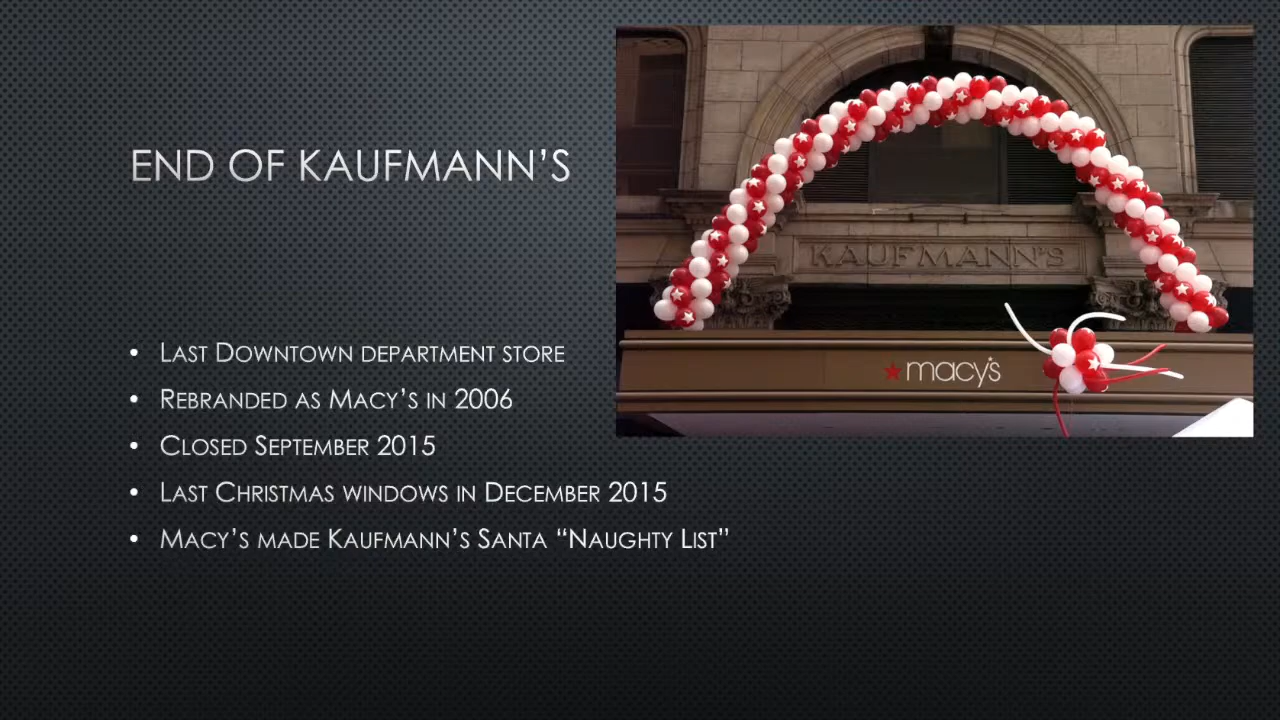 END OF KAUFMANN'S
KAUFMANN'S
macy's
• LAST DOWNTOWN DEPARTMENT STORE
• REBRANDED AS MACY'S IN 2006
• CLOSED SEPTEMBER 2015
• LAST CHRISTMAS WINDOWS IN DECEMBER 2015
• MACY'S MADE KAUFMANN'S SANTA “NAUGHTY LIST”